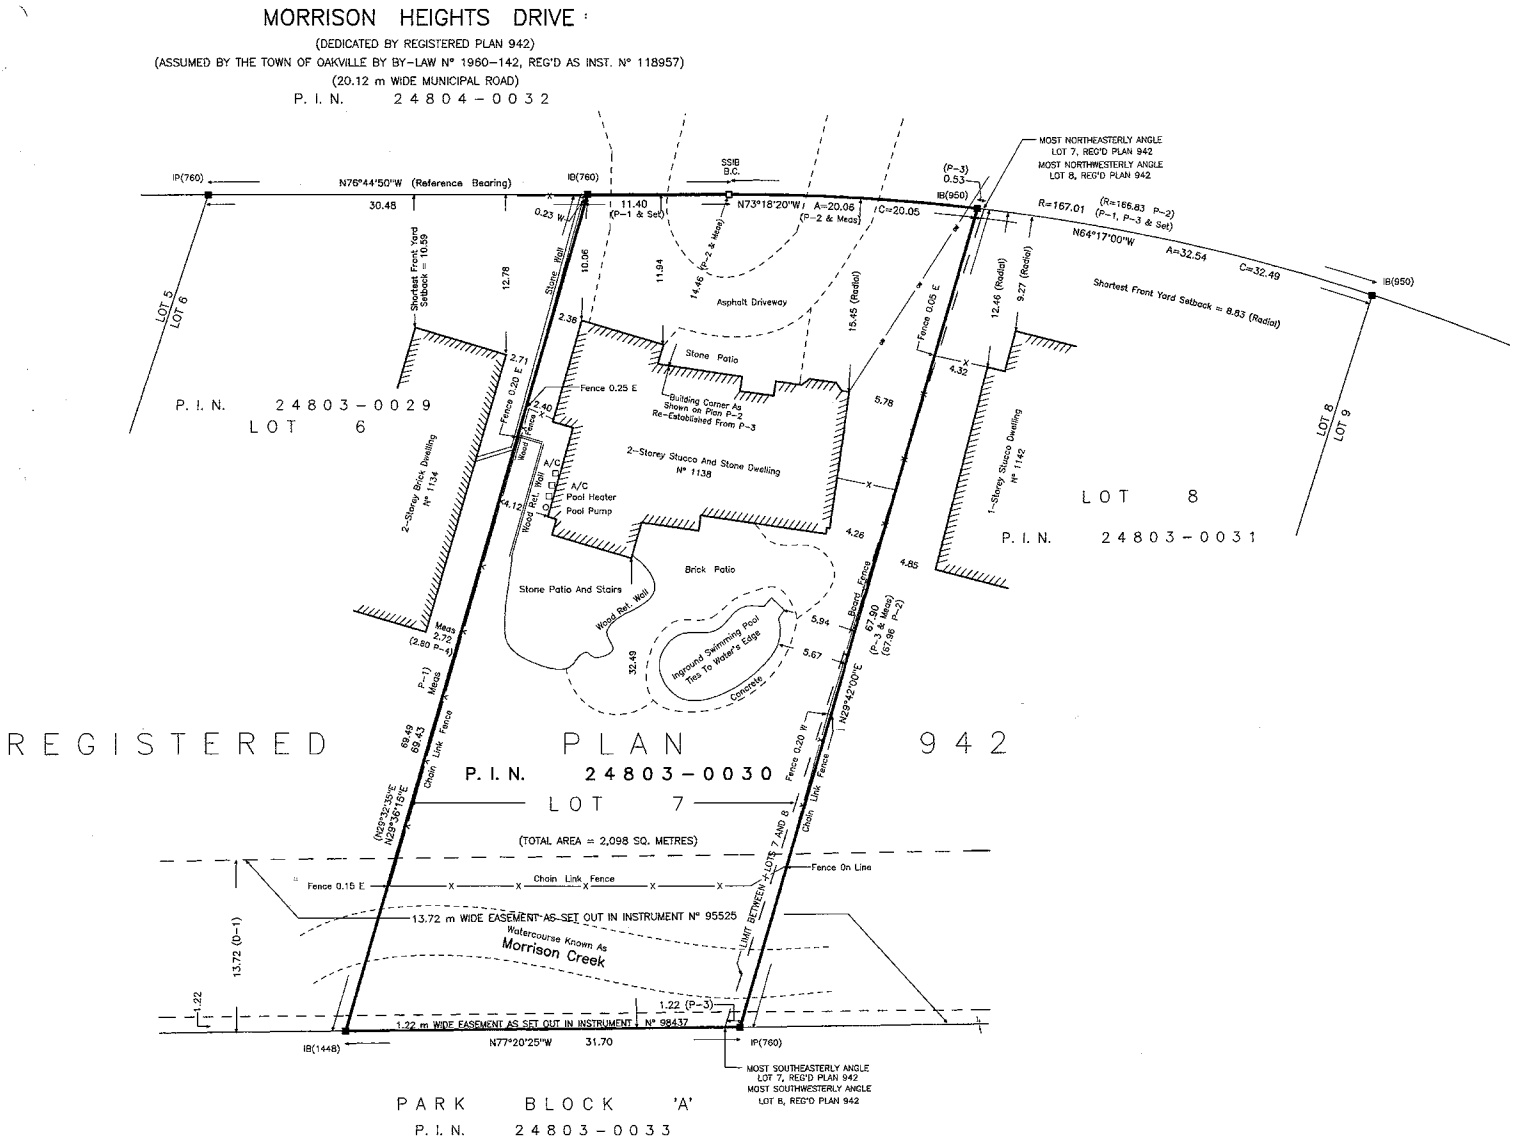 MORRISON HEIGHTS DRIVE
(DEDICATED BY REGISTERED PLAN 942)
(ASSUMED BY THE TOWN OF OAKVILLE BY BY-LAW Nº 1960-142, REG'D AS INST. Nº 118957)
(20.12 m WIDE MUNICIPAL ROAD)
P. I. N. 24804-0032
MOST NORTHEASTERLY ANGLE
LOT 7, REG'D PLAN 942
MOST NORTHWESTERLY ANGLE
LOT 8, REG'D PLAN 942
IP(760)
N76°44'50"W (Reference Bearing)
30.48
IB(760)
0.23 W
11.40
(P-1 & Set)
SSIB
B.C.
N73°18'20"W A=20.06 C=20.05
(P-2 & Meas)
(P-3)
0.53
IB(950)
R=167.01 (R=166.83 P-2)
(P-1, P-3 & Set)
N64°17'00"W A=32.54 C=32.49
IB(950)
Shortest Front Yard Setback = 8.83 (Radial)
Shortest Front Yard
Setback = 10.59
12.78
Stone Wall
10.06
11.94
14.46 (P-2 & Meas)
Asphalt Driveway
15.45 (Radial)
Fence 0.05 E
12.46 (Radial)
9.27 (Radial)
LOT 5
LOT 6
2.36
2.71
Stone Patio
4.32
Fence 0.20 E
Fence 0.25 E
2.40
Building Corner As
Shown on Plan P-2
Re-Established From P-3
5.78
P. I. N. 24803-0029
LOT 6
LOT 8
LOT 9
2-Storey Brick Dwelling
Nº 1134
Wood Fence
2-Storey Stucco And Stone Dwelling
Nº 1138
1-Storey Stucco Dwelling
Nº 1142
A/C
A/C
Pool Heater
Pool Pump
4.12
Wood Ret. Wall
LOT 8
P. I. N. 24803-0031
4.26
4.85
Stone Patio And Stairs
Brick Patio
Wood Ret. Wall
Board Fence
67.90
(P-3 & Meas)
(67.96 P-2)
5.94
5.67
Inground Swimming Pool
Ties To Water's Edge
Concrete
32.49
Meas
2.72
(2.80 P-4)
P-1)
Meas
69.49
69.43
Chain Link Fence
N29°42'00"E
REGISTERED PLAN 942
Fence 0.20 W
Chain Link Fence
P. I. N. 24803-0030
LOT 7
(N29°32'35"E
N29°36'15"E
(TOTAL AREA = 2,098 SQ. METRES)
LIMIT BETWEEN LOTS 7 AND 8
Fence On Line
Fence 0.15 E
Chain Link Fence
13.72 m WIDE EASEMENT AS SET OUT IN INSTRUMENT Nº 95525
13.72 (D-1)
Watercourse Known As
Morrison Creek
1.22
1.22 (P-3)
1.22 m WIDE EASEMENT AS SET OUT IN INSTRUMENT Nº 98437
IB(1448)
N77°20'25"W 31.70
IP(760)
MOST SOUTHEASTERLY ANGLE
LOT 7, REG'D PLAN 942
MOST SOUTHWESTERLY ANGLE
LOT 8, REG'D PLAN 942
PARK BLOCK 'A'
P. I. N. 24803-0033